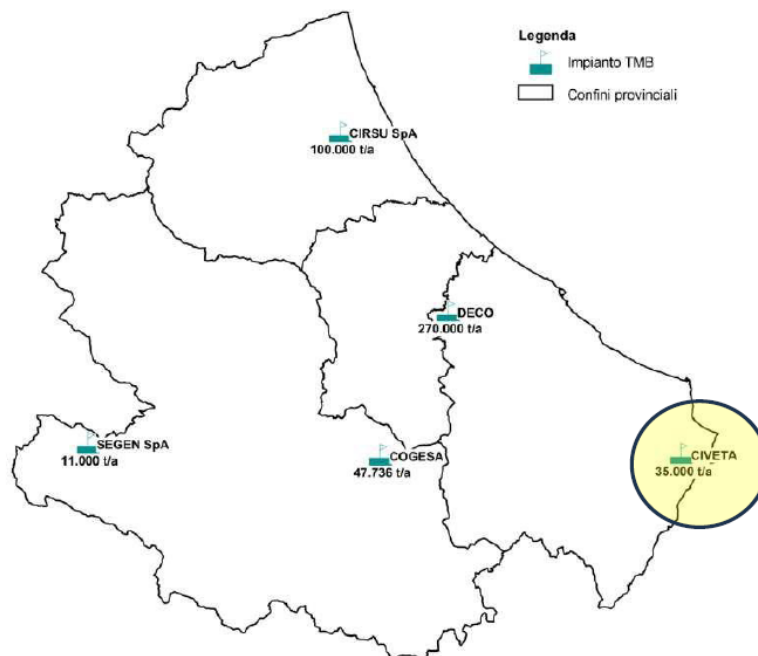 Legenda
Impianto TMB
Confini provinciali
CIRSU SpA
100.000 t/a
DECO
270.000 t/a
SEGEN SpA
11.000 t/a
COGESA
47.736 t/a
CIVETA
35.000 t/a